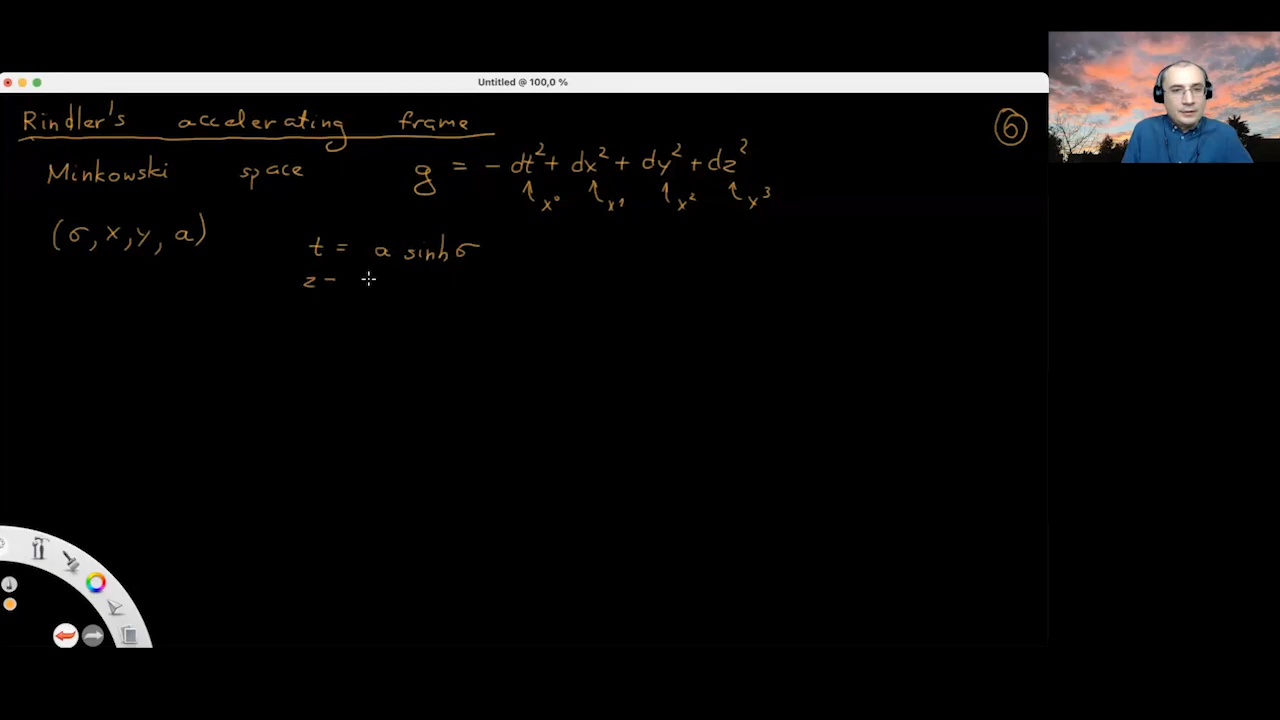 Untitled @ 100,0 %
Rindler's accelerating frame
⑥
Minkowski space g = - dt² + dx² + dy² + dz²
x⁰ x¹ x² x³
(σ, x, y, a) t = a sinh σ
z -